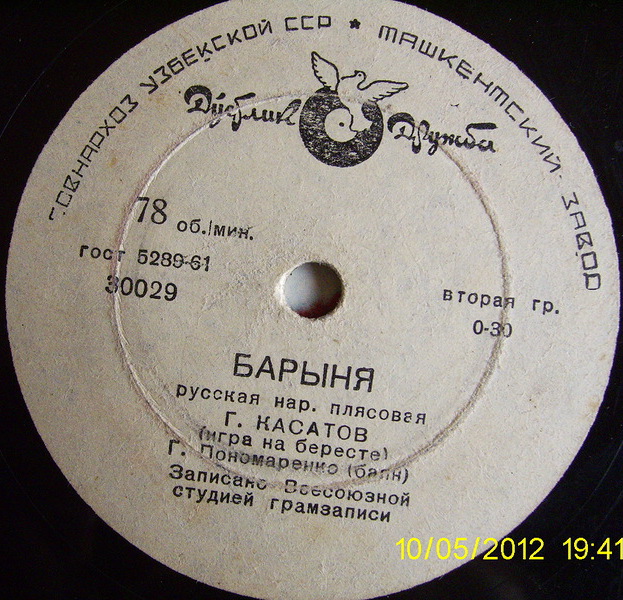 СОВНАРХОЗ УЗБЕКСКОЙ ССР ★ ТАШКЕНТСКИЙ ЗАВОД
Дўстлик Дружба
78 об./мин.
гост 5289-61
30029
вторая гр.
0-30
БАРЫНЯ
русская нар. плясовая
Г. КАСАТОВ
(игра на бересте)
Г. Пономаренко (баян)
Записано Всесоюзной
студией грамзаписи
10/05/2012 19:41